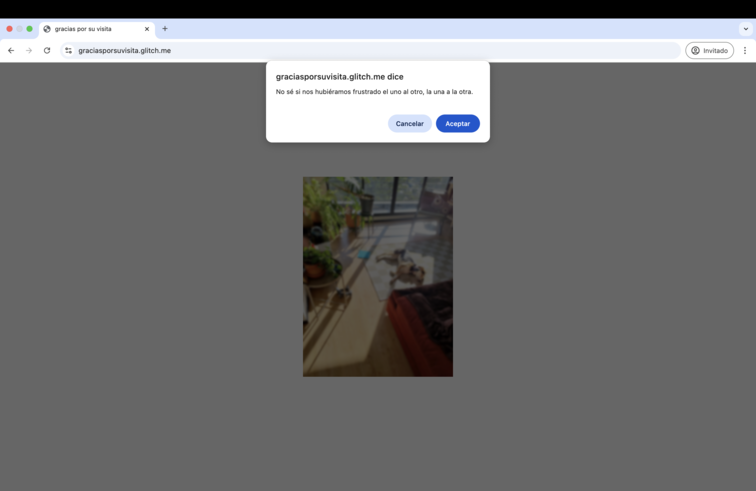 gracias por su visita
graciasporsuvisita.glitch.me
Invitado
graciasporsuvisita.glitch.me dice
No sé si nos hubiéramos frustrado el uno al otro, la una a la otra.
Cancelar
Aceptar